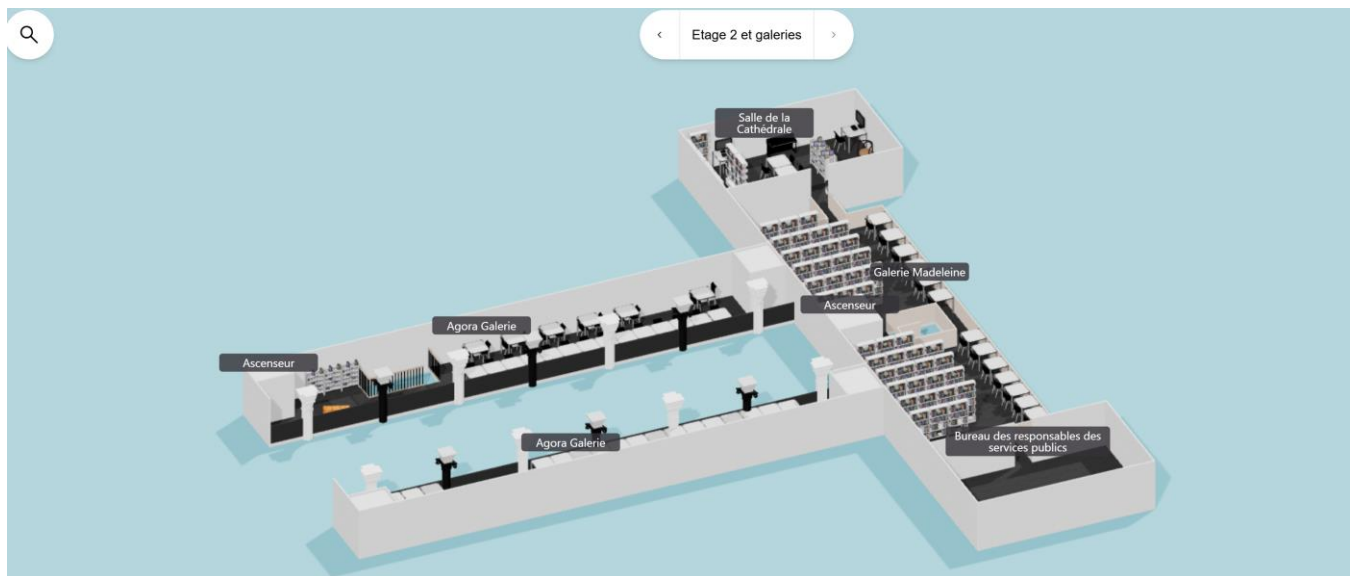 Etage 2 et galeries
Salle de la
Cathédrale
Galerie Madeleine
Ascenseur
Agora Galerie
Ascenseur
Agora Galerie
Bureau des responsables des
services publics